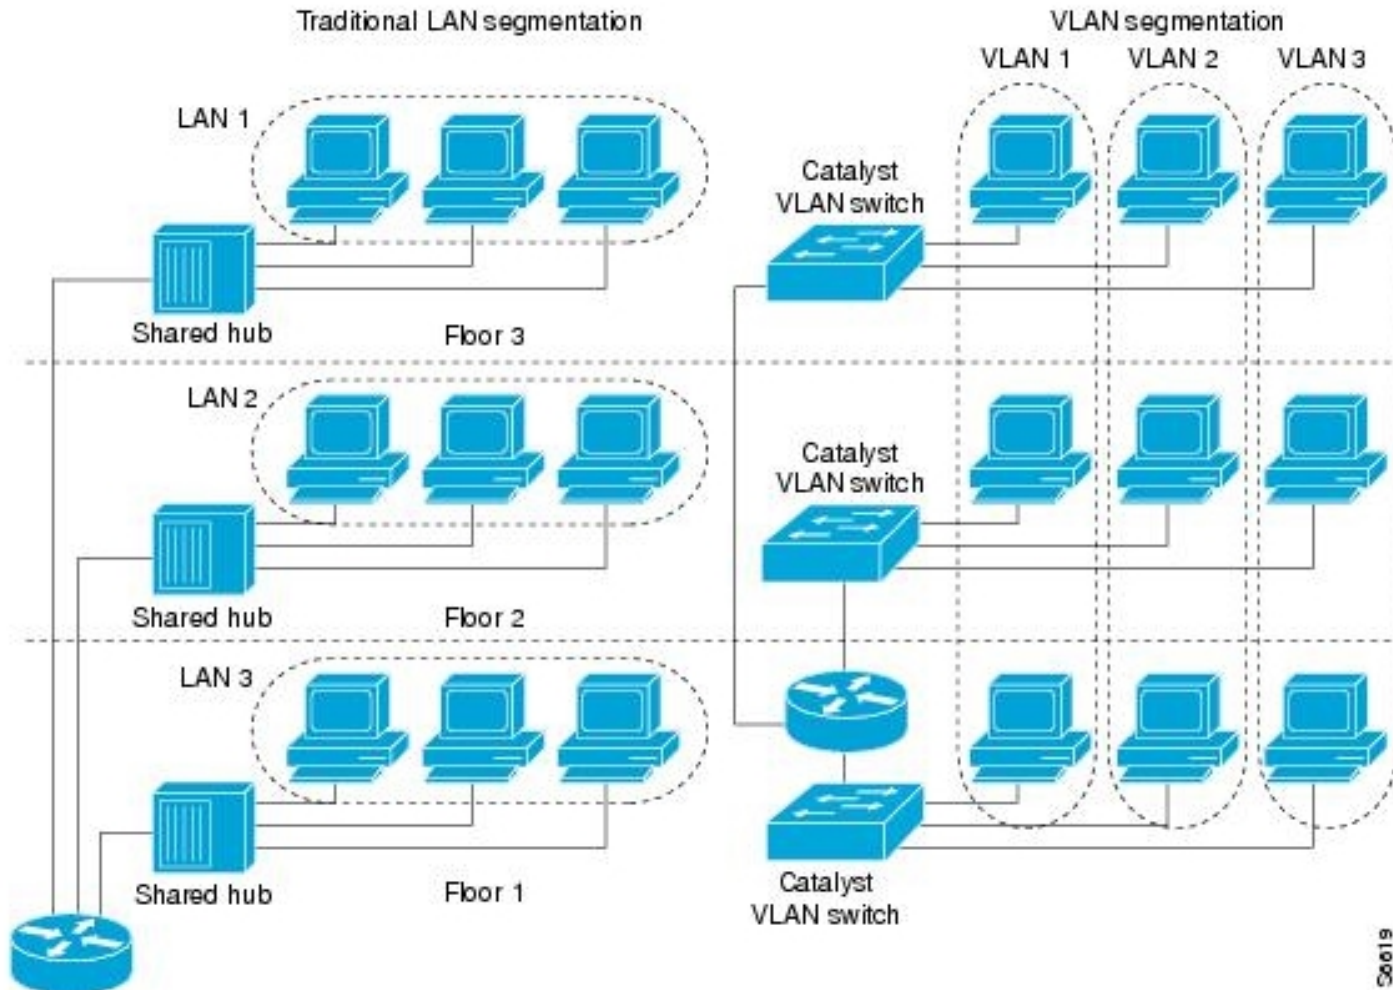 Traditional LAN segmentation
VLAN segmentation
VLAN 1
VLAN 2
VLAN 3
LAN 1
Catalyst
VLAN switch
Shared hub
Floor 3
LAN 2
Catalyst
VLAN switch
Shared hub
Floor 2
LAN 3
Shared hub
Floor 1
Catalyst
VLAN switch
S6619